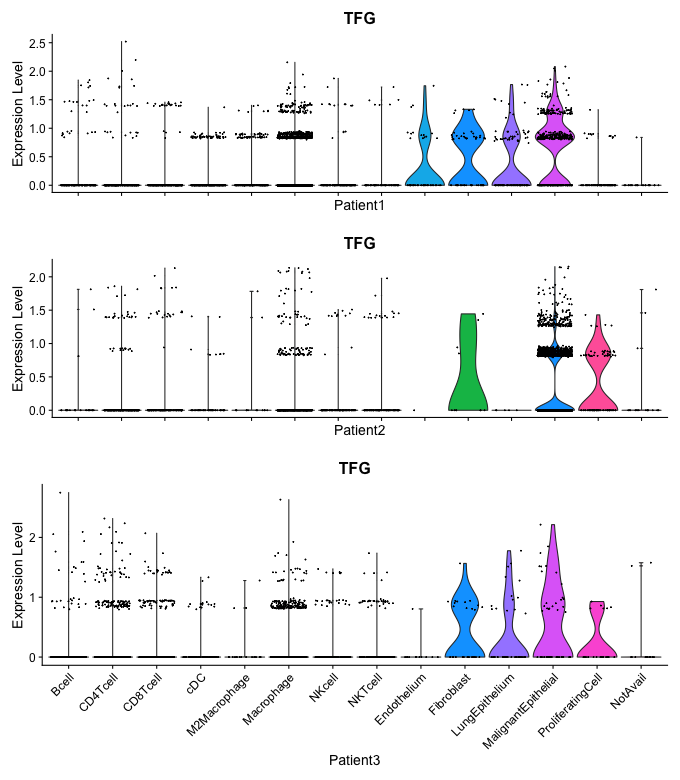 TFG
Expression Level
2.5
2.0
1.5
1.0
0.5
0.0
Patient1
TFG
Expression Level
2.0
1.5
1.0
0.5
0.0
Patient2
TFG
Expression Level
2
1
0
Bcell
CD4Tcell
CD8Tcell
cDC
M2Macrophage
Macrophage
NKcell
NKTcell
Endothelium
Fibroblast
LungEpithelium
MalignantEpithelial
ProliferatingCell
NotAvail
Patient3